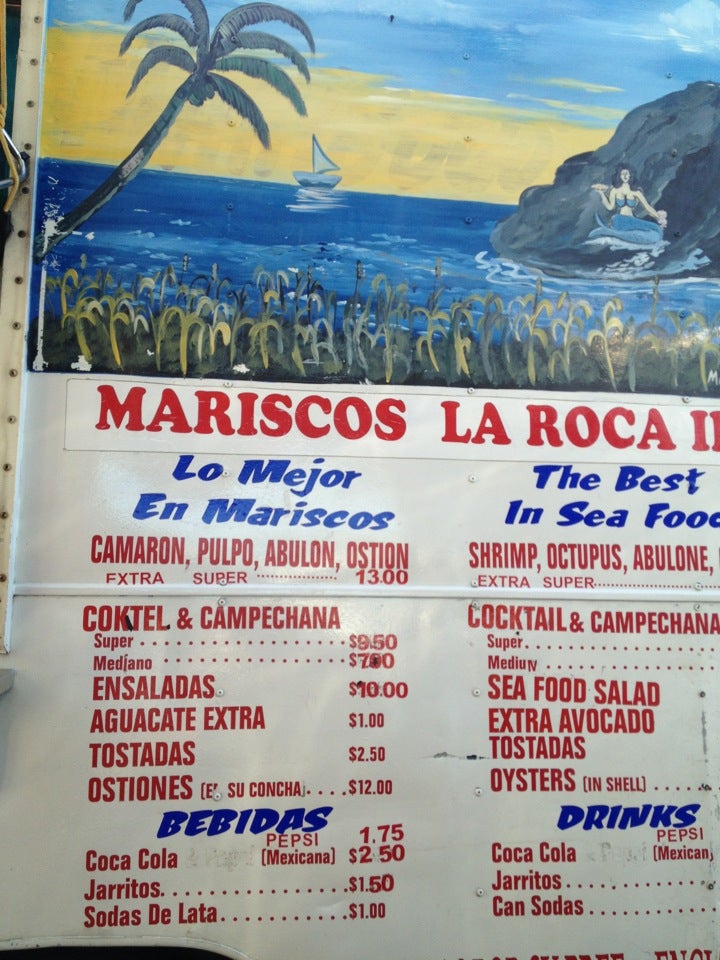 MARISCOS LA ROCA
Lo Mejor
En Mariscos
CAMARON, PULPO, ABULON, OSTION
EXTRA SUPER .................. 13.00
COKTEL & CAMPECHANA
Super .................. $9.50
Mediano .................. $7.00
ENSALADAS $10.00
AGUACATE EXTRA $1.00
TOSTADAS $2.50
OSTIONES (EN SU CONCHA) .... $12.00
BEBIDAS
PEPSI 1.75
Coca Cola (Mexicana) $2.50
Jarritos .................. $1.50
Sodas De Lata .................. $1.00
The Best
In Sea Food
SHRIMP, OCTUPUS, ABULONE,
EXTRA SUPER ..................
COCKTAIL & CAMPECHANA
Super ..................
Medium ..................
SEA FOOD SALAD
EXTRA AVOCADO
TOSTADAS
OYSTERS (IN SHELL) ........
DRINKS
PEPSI
Coca Cola (Mexican
Jarritos ..................
Can Sodas ..................